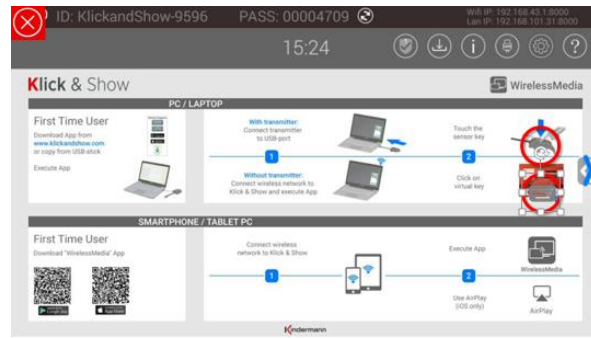 ID: KlickandShow-9596 PASS: 00004709
Wifi IP: 192.168.43.1:8000
Lan IP: 192.168.101.31:8000
15:24
Klick & Show
WirelessMedia
PC / LAPTOP
First Time User
Download App from
www.klickandshow.com
or copy from USB-stick
Execute App
With transmitter:
Connect transmitter
to USB-port
1
Without transmitter:
Connect wireless network to
Klick & Show and execute App
Touch the
sensor key
2
Click on
virtual key
SMARTPHONE / TABLET PC
First Time User
Download "WirelessMedia" App
Google play
App Store
Connect wireless
network to Klick & Show
1
Execute App
2
Use AirPlay
(iOS only)
WirelessMedia
AirPlay
Kindermann